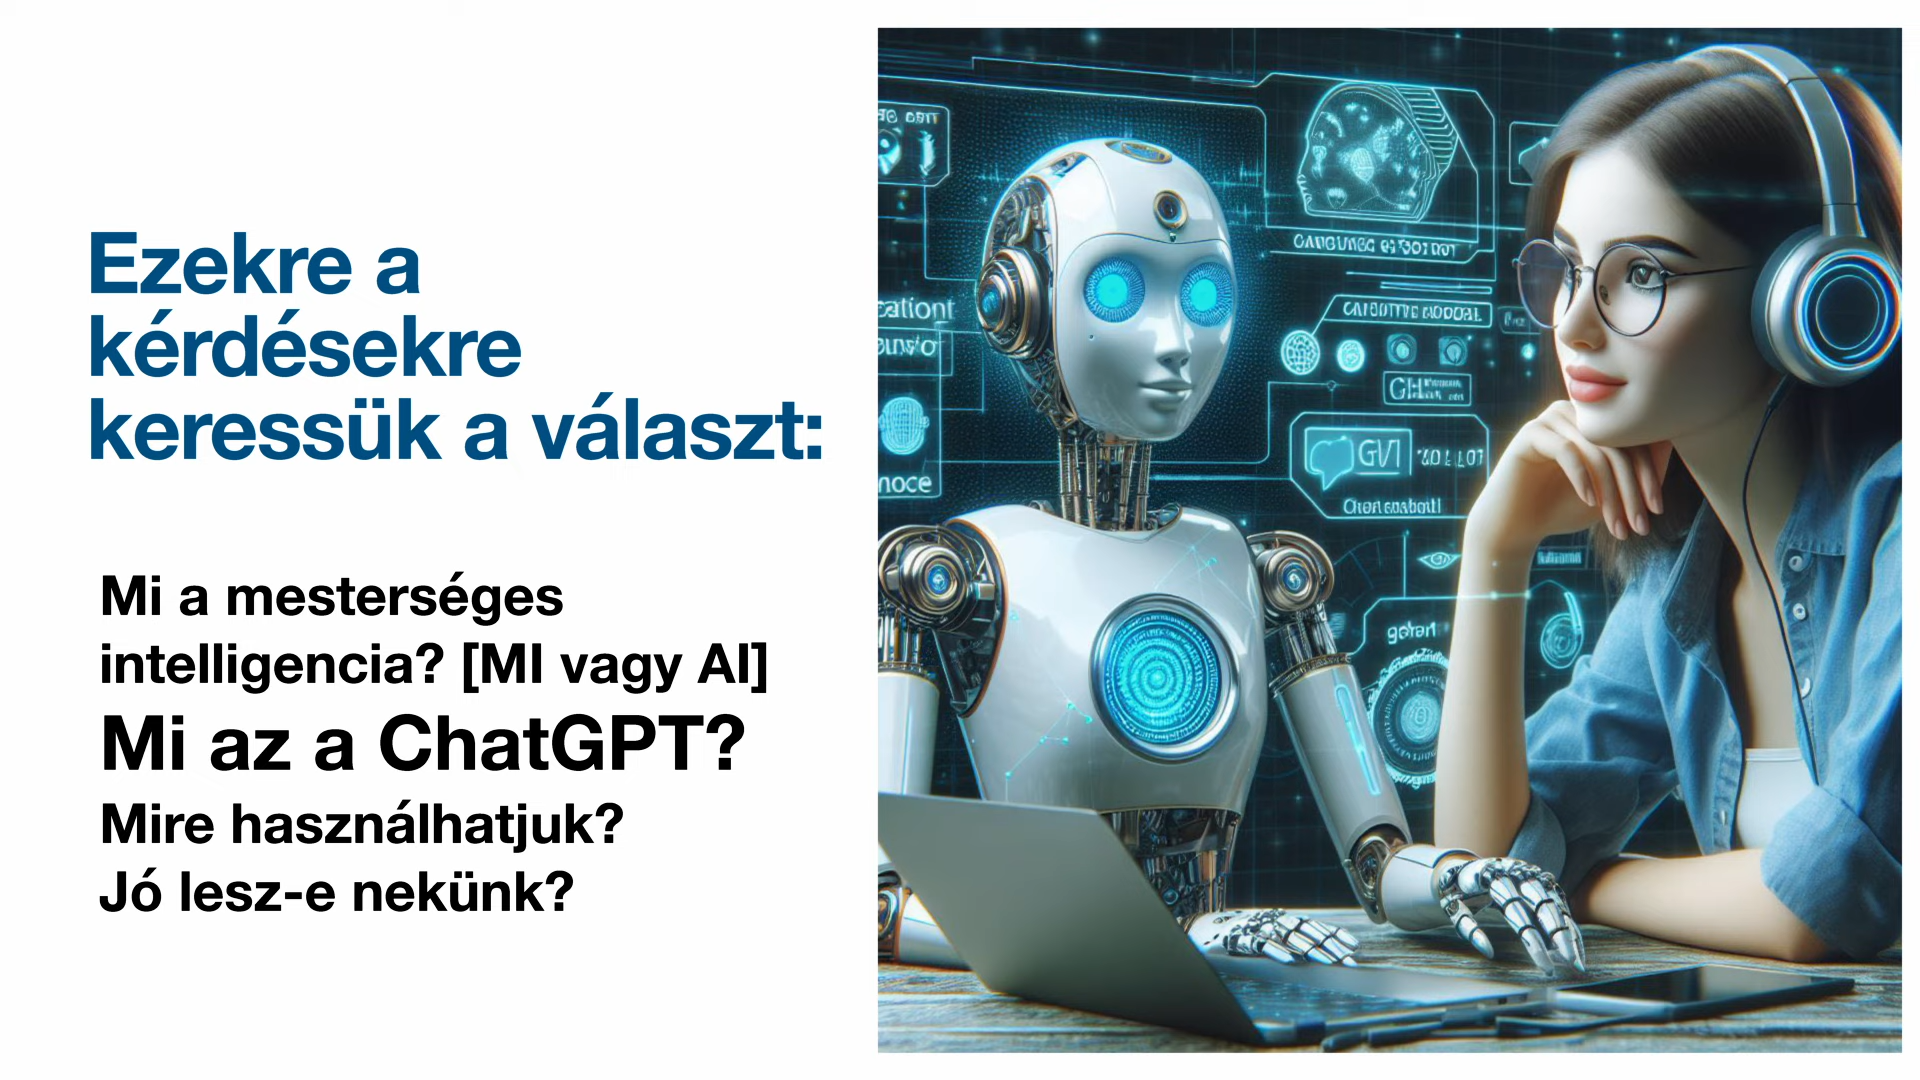 Ezekre a
kérdésekre
keressük a választ:
Mi a mesterséges
intelligencia? [MI vagy AI]
Mi az a ChatGPT?
Mire használhatjuk?
Jó lesz-e nekünk?